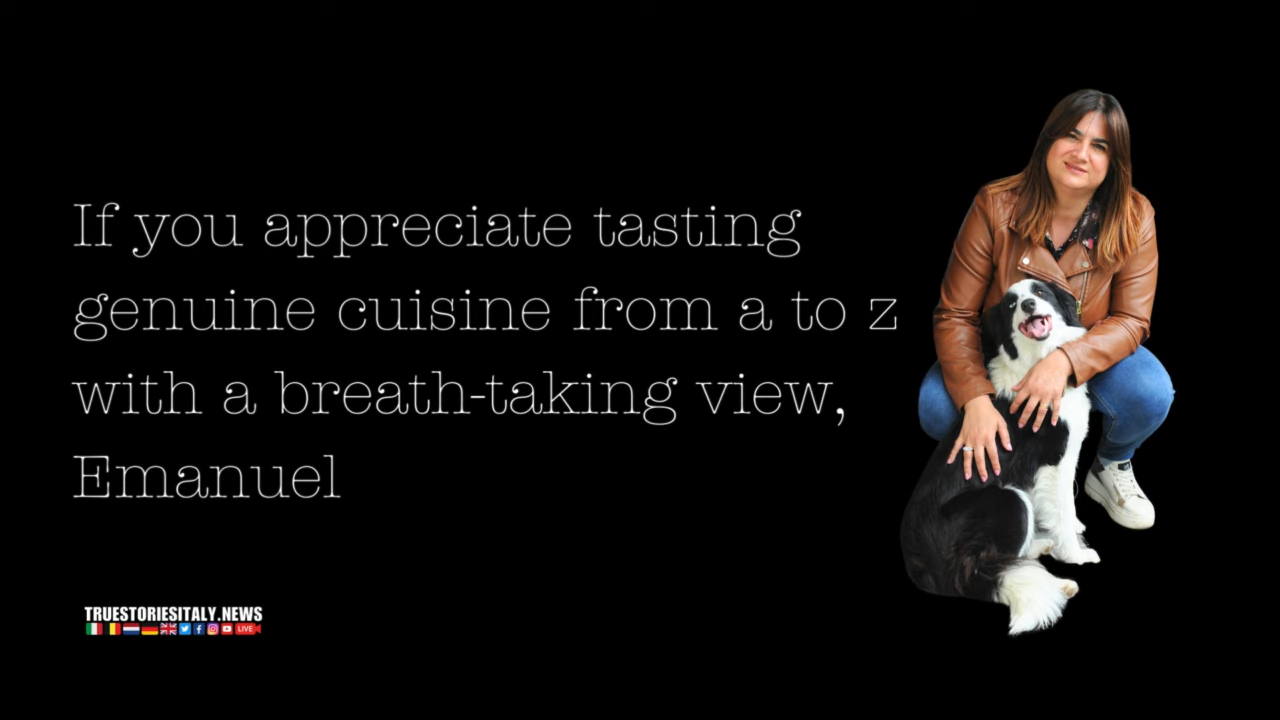 If you appreciate tasting
genuine cuisine from a to z
with a breath-taking view,
Emanuel
TRUESTORIESITALY.NEWS
LIVE